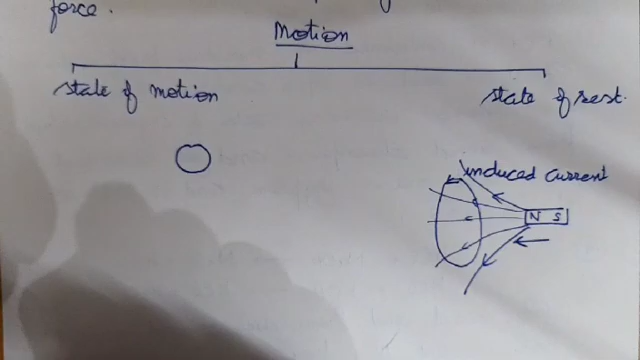 force.
Motion
state of motion
state of rest.
induced current
N S